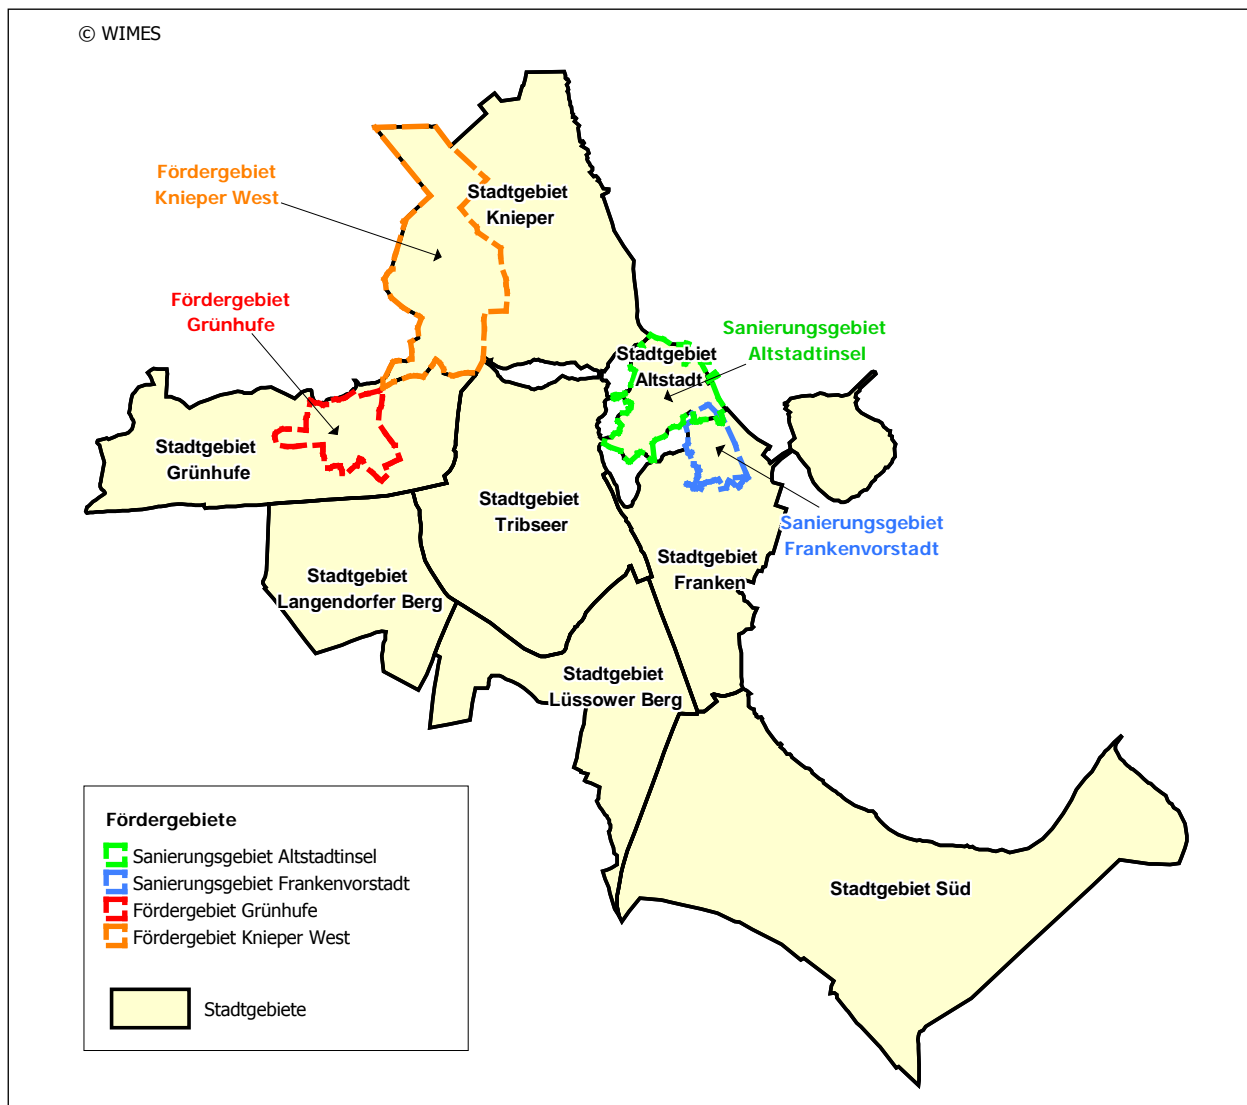 © WIMES
Fördergebiet
Knieper West
Stadtgebiet
Knieper
Fördergebiet
Grünhufe
Sanierungsgebiet
Altstadtinsel
Stadtgebiet
Altstadt
Stadtgebiet
Grünhufe
Stadtgebiet
Tribseer
Sanierungsgebiet
Frankenvorstadt
Stadtgebiet
Franken
Stadtgebiet
Langendorfer Berg
Stadtgebiet
Lüssower Berg
Stadtgebiet Süd
Fördergebiete
Sanierungsgebiet Altstadtinsel
Sanierungsgebiet Frankenvorstadt
Fördergebiet Grünhufe
Fördergebiet Knieper West
Stadtgebiete